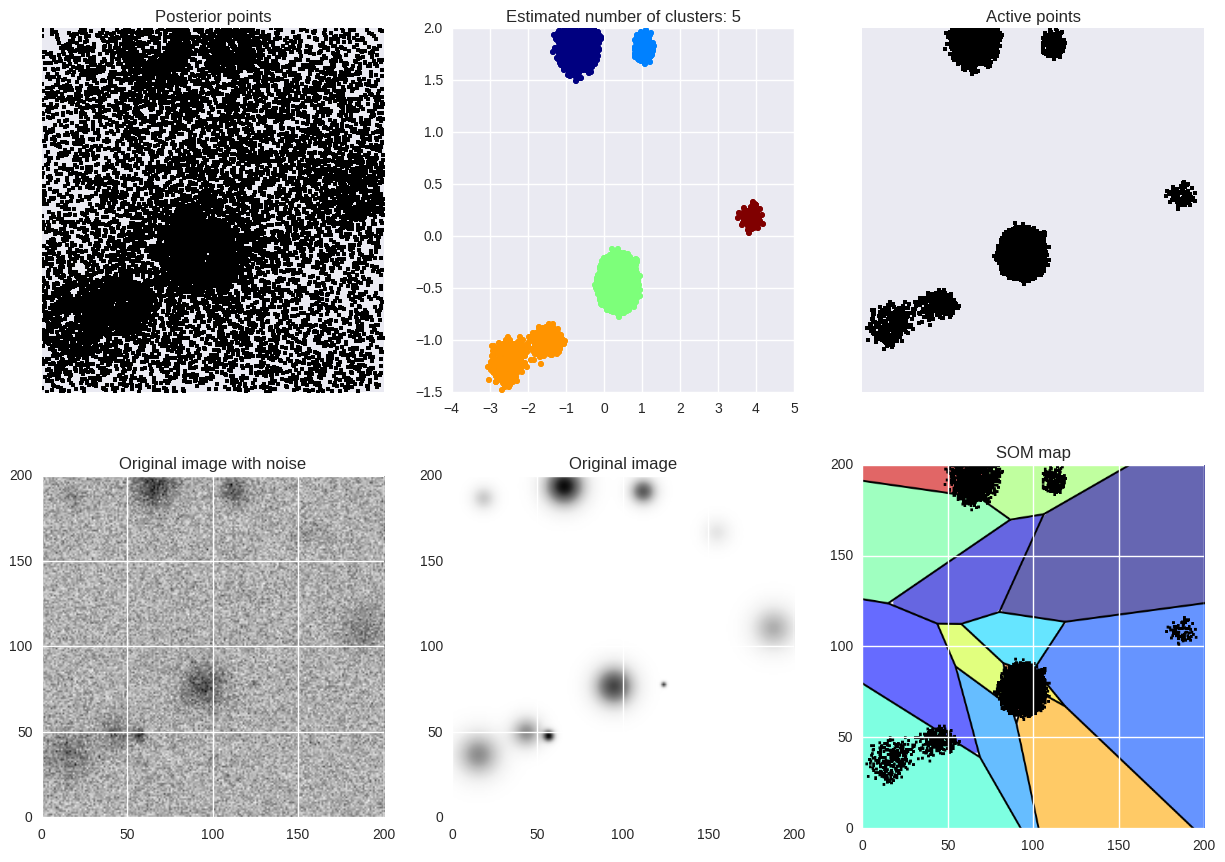 Posterior points
Estimated number of clusters: 5
Active points
2.0
1.5
1.0
0.5
0.0
−0.5
−1.0
−1.5
−4 −3 −2 −1 0 1 2 3 4 5
Original image with noise
Original image
SOM map
200
150
100
50
0
0 50 100 150 200
200
150
100
50
0
0 50 100 150 200
200
150
100
50
0
0 50 100 150 200